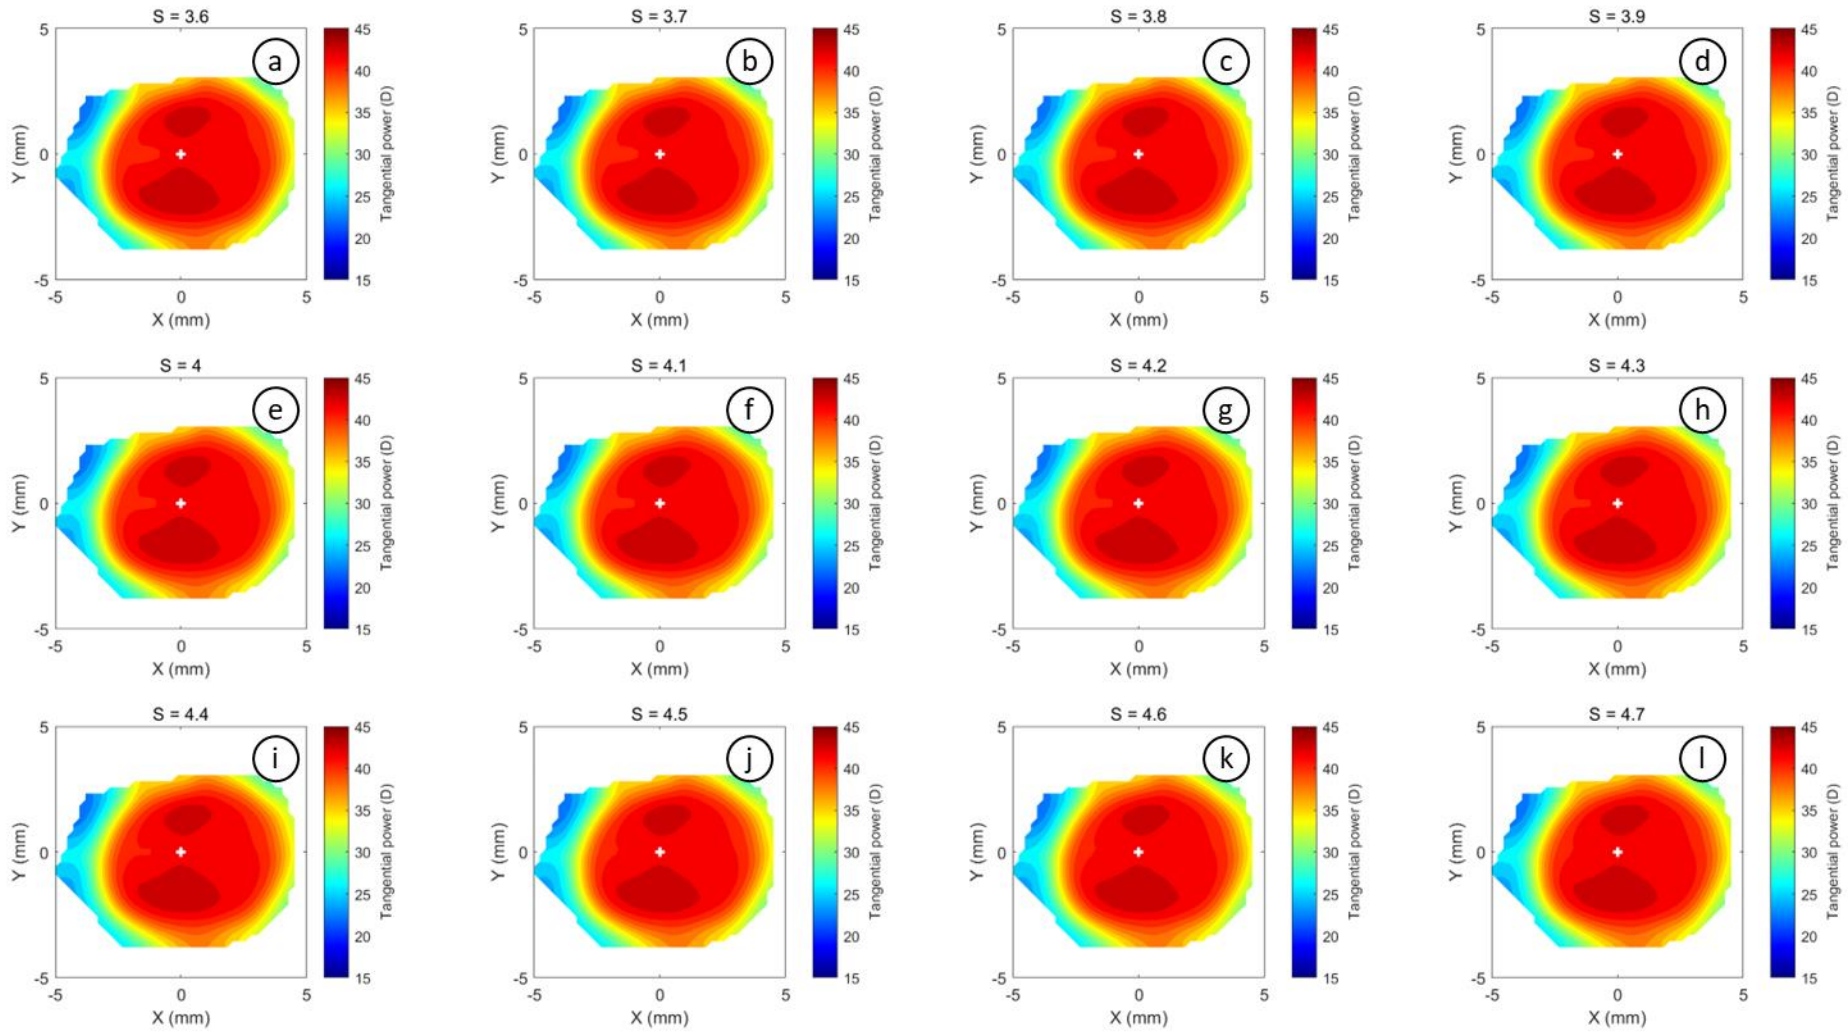 S = 3.6
a
5
0
-5
-5
0
5
Y (mm)
X (mm)
45
40
35
30
25
20
15
Tangential power (D)
S = 3.7
b
5
0
-5
-5
0
5
Y (mm)
X (mm)
45
40
35
30
25
20
15
Tangential power (D)
S = 3.8
c
5
0
-5
-5
0
5
Y (mm)
X (mm)
45
40
35
30
25
20
15
Tangential power (D)
S = 3.9
d
5
0
-5
-5
0
5
Y (mm)
X (mm)
45
40
35
30
25
20
15
Tangential power (D)
S = 4
e
5
0
-5
-5
0
5
Y (mm)
X (mm)
45
40
35
30
25
20
15
Tangential power (D)
S = 4.1
f
5
0
-5
-5
0
5
Y (mm)
X (mm)
45
40
35
30
25
20
15
Tangential power (D)
S = 4.2
g
5
0
-5
-5
0
5
Y (mm)
X (mm)
45
40
35
30
25
20
15
Tangential power (D)
S = 4.3
h
5
0
-5
-5
0
5
Y (mm)
X (mm)
45
40
35
30
25
20
15
Tangential power (D)
S = 4.4
i
5
0
-5
-5
0
5
Y (mm)
X (mm)
45
40
35
30
25
20
15
Tangential power (D)
S = 4.5
j
5
0
-5
-5
0
5
Y (mm)
X (mm)
45
40
35
30
25
20
15
Tangential power (D)
S = 4.6
k
5
0
-5
-5
0
5
Y (mm)
X (mm)
45
40
35
30
25
20
15
Tangential power (D)
S = 4.7
l
5
0
-5
-5
0
5
Y (mm)
X (mm)
45
40
35
30
25
20
15
Tangential power (D)